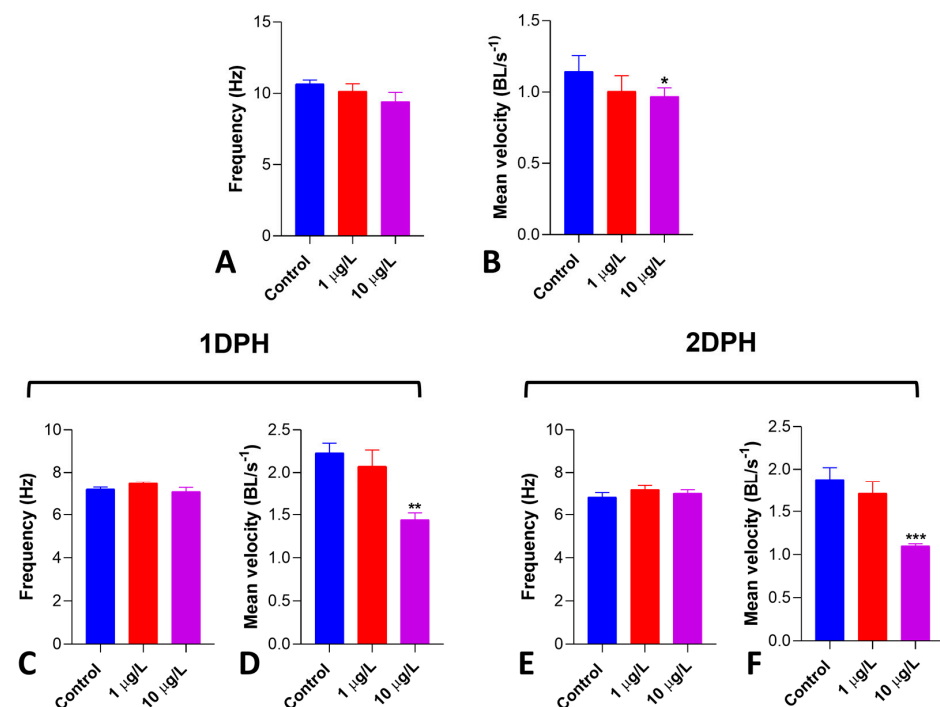 Frequency (Hz)
15
10
5
0
Control
1 µg/L
10 µg/L
A
Mean velocity (BL/s⁻¹)
1.5
1.0
0.5
0.0
*
Control
1 µg/L
10 µg/L
B
1DPH
2DPH
Frequency (Hz)
10
8
6
4
2
0
Control
1 µg/L
10 µg/L
C
Mean velocity (BL/s⁻¹)
2.5
2.0
1.5
1.0
0.5
0.0
**
Control
1 µg/L
10 µg/L
D
Frequency (Hz)
10
8
6
4
2
0
Control
1 µg/L
10 µg/L
E
Mean velocity (BL/s⁻¹)
2.5
2.0
1.5
1.0
0.5
0.0
***
Control
1 µg/L
10 µg/L
F